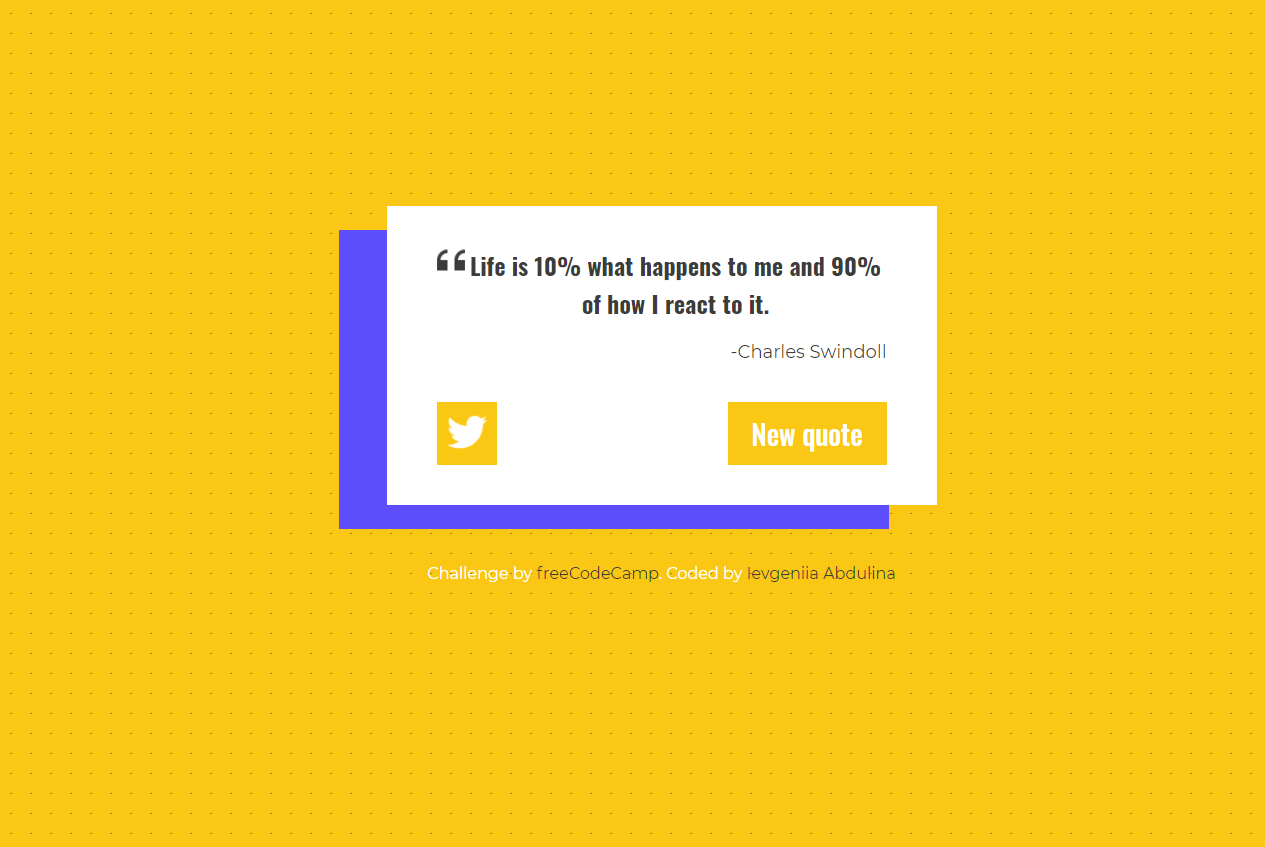 “Life is 10% what happens to me and 90%
of how I react to it.
-Charles Swindoll
New quote
Challenge by freeCodeCamp. Coded by Ievgeniia Abdulina